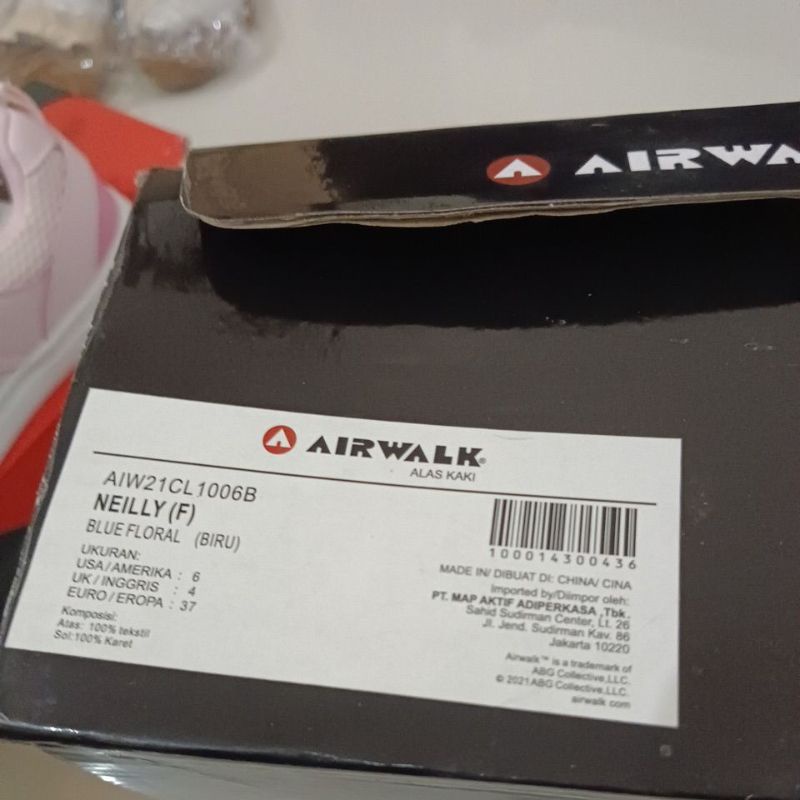 AIRWA
AIRWALK
ALAS KAKI
AIW21CL1006B
NEILLY (F)
BLUE FLORAL (BIRU)
UKURAN:
USA/AMERIKA : 6
UK/INGGRIS : 4
EURO/EROPA : 37
Komposisi:
Atas: 100% tekstil
Sol:100% Karet
100014300436
MADE IN/ DIBUAT DI: CHINA/ CINA
Imported by/Diimpor oleh:
PT. MAP AKTIF ADIPERKASA ,Tbk.
Sahid Sudirman Center, Lt. 26
Jl. Jend. Sudirman Kav. 86
Jakarta 10220
Airwalk™ is a trademark of
ABG Collective,LLC.
© 2021 ABG Collective,LLC.
airwalk.com